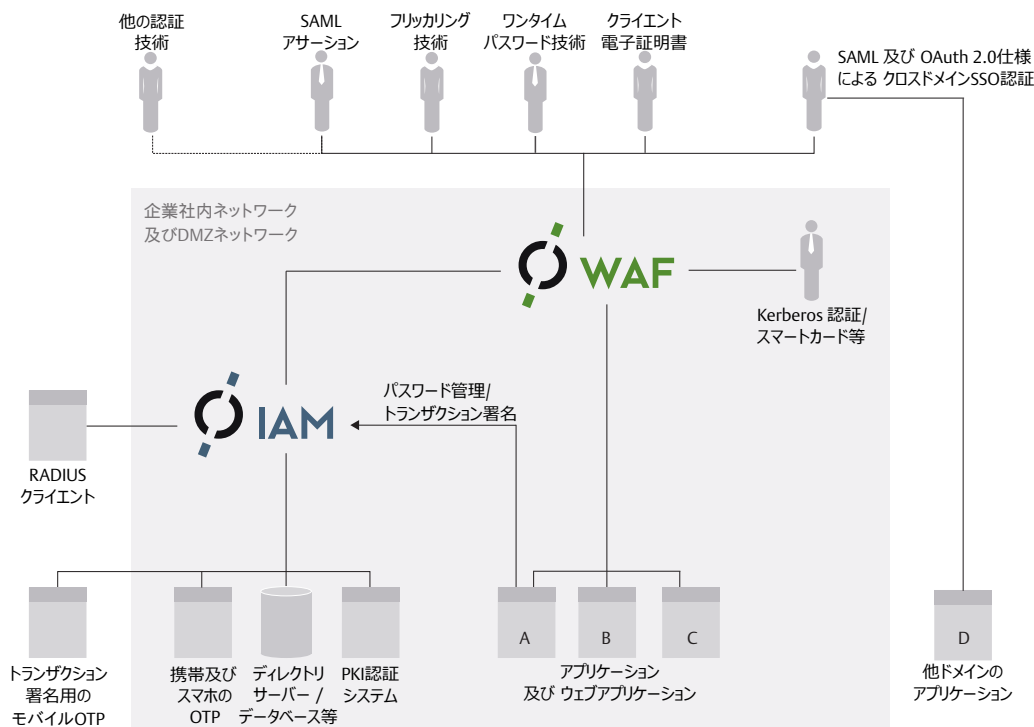 他の認証
技術
SAML
アサーション
フリッカリング
技術
ワンタイム
パスワード技術
クライエント
電子証明書
SAML 及び OAuth 2.0仕様
による クロスドメインSSO認証
企業社内ネットワーク
及びDMZネットワーク
WAF
Kerberos 認証/
スマートカード等
パスワード管理/
トランザクション署名
IAM
RADIUS
クライエント
A
B
C
D
トランザクション
署名用の
モバイルOTP
携帯及び
スマホの
OTP
ディレクトリ
サーバー /
データベース等
PKI認証
システム
アプリケーション
及び ウェブアプリケーション
他ドメインの
アプリケーション